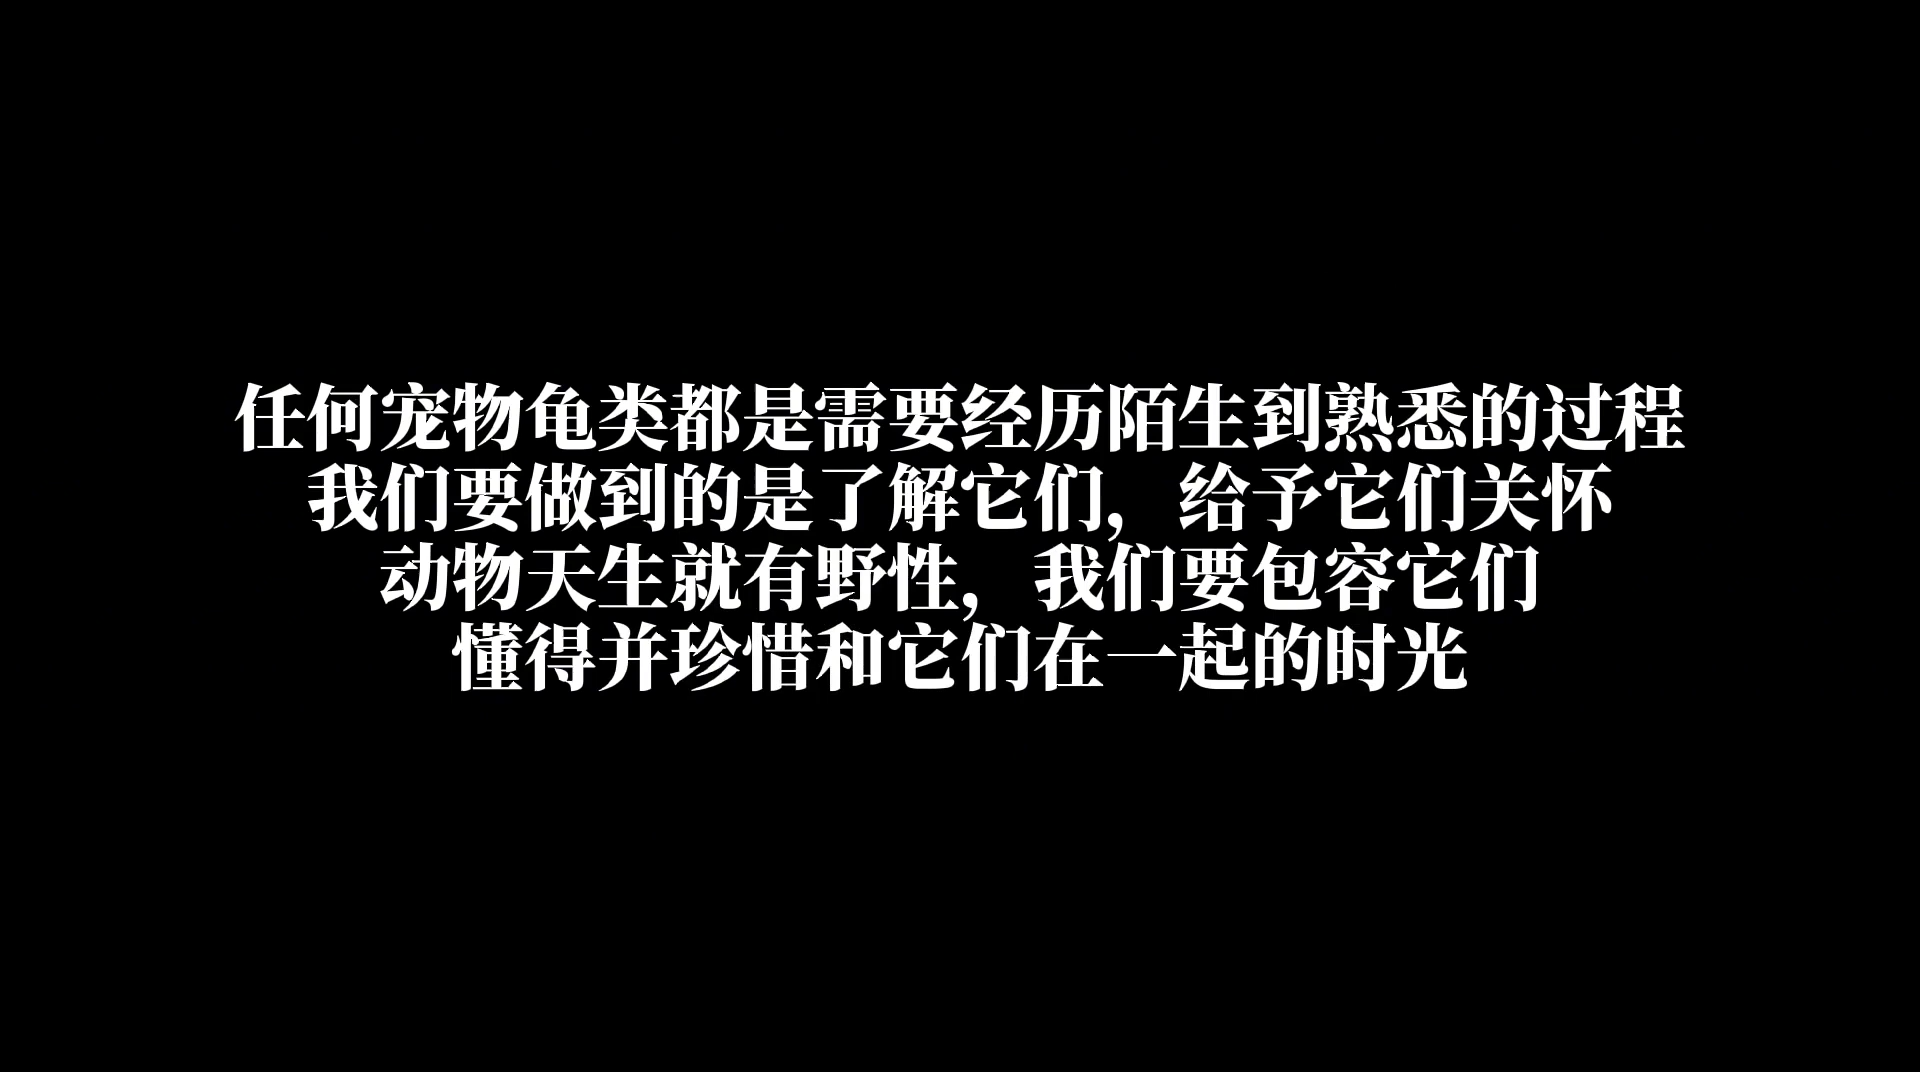 任何宠物龟类都是需要经历陌生到熟悉的过程
我们要做到的是了解它们，给予它们关怀
动物天生就有野性，我们要包容它们
懂得并珍惜和它们在一起的时光